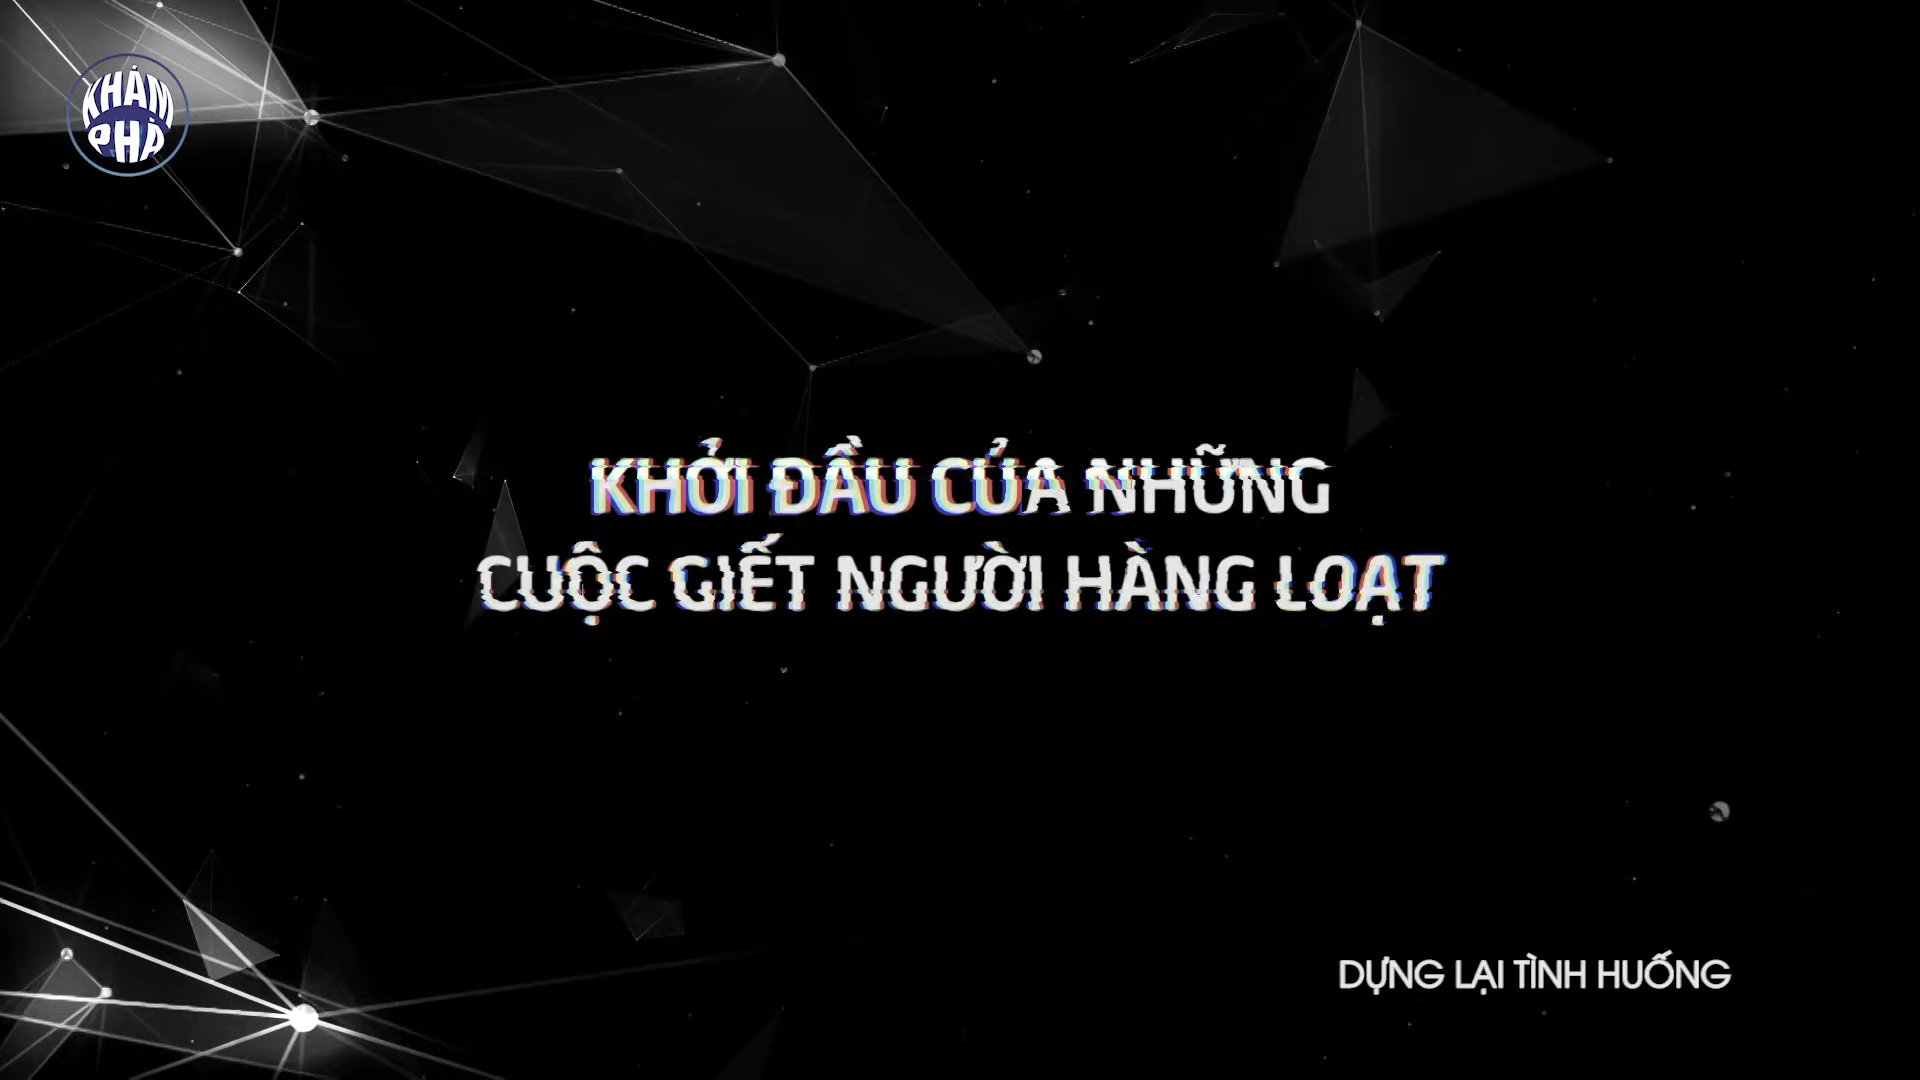 KHÁM
PHÁ
KHỞI ĐẦU CỦA NHỮNG
CUỘC GIẾT NGƯỜI HÀNG LOẠT
DỰNG LẠI TÌNH HUỐNG